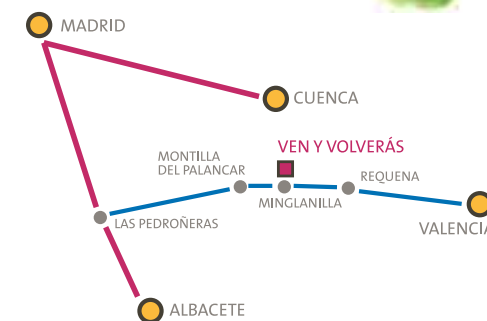 MADRID
CUENCA
VEN Y VOLVERÁS
MONTILLA
DEL PALANCAR
REQUENA
MINGLANILLA
LAS PEDROÑERAS
VALENCIA
ALBACETE